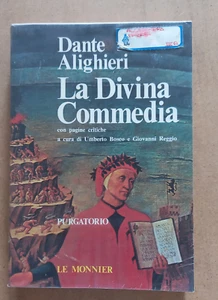 Dante
Alighieri
La Divina
Commedia
con pagine critiche
a cura di Umberto Bosco e Giovanni Reggio
PURGATORIO
LE MONNIER